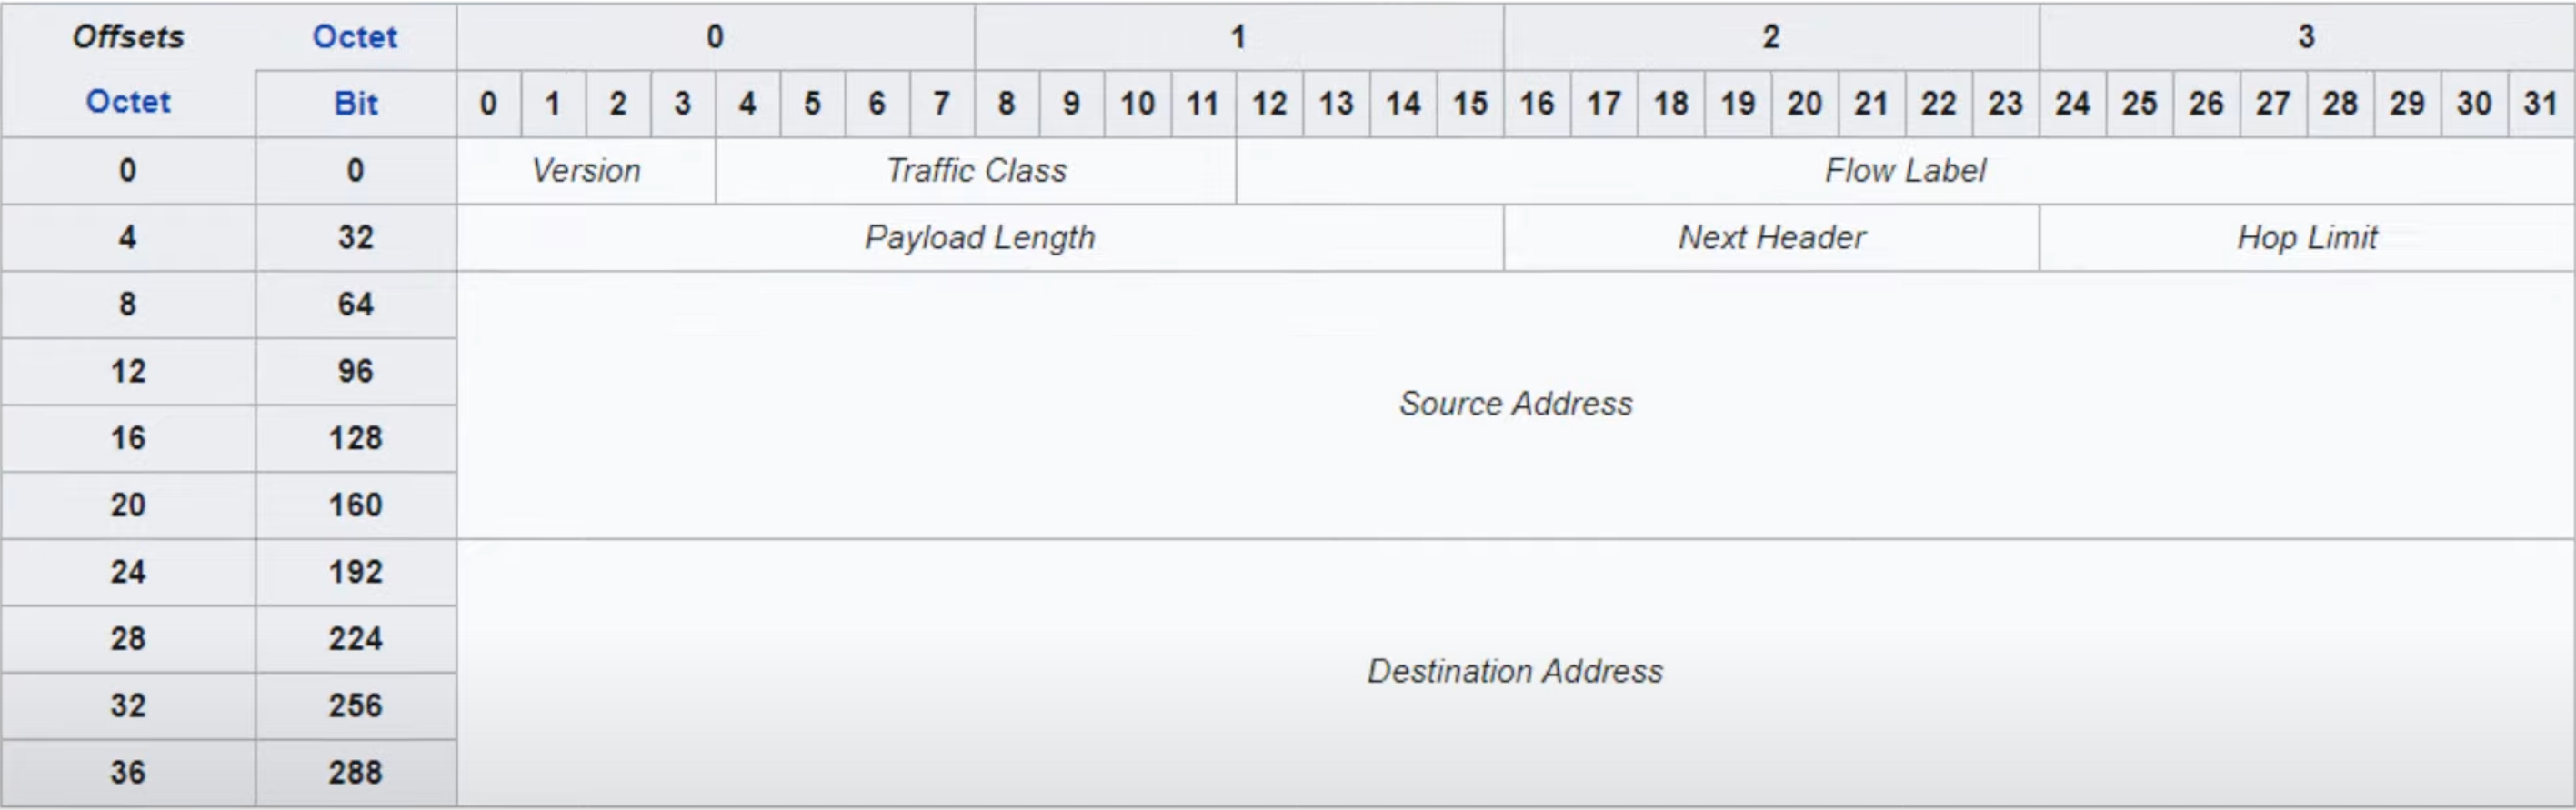 Offsets Octet 0 1 2 3
Octet Bit 0 1 2 3 4 5 6 7 8 9 10 11 12 13 14 15 16 17 18 19 20 21 22 23 24 25 26 27 28 29 30 31
0 0 Version Traffic Class Flow Label
4 32 Payload Length Next Header Hop Limit
8 64
12 96
Source Address
16 128
20 160
24 192
28 224
Destination Address
32 256
36 288